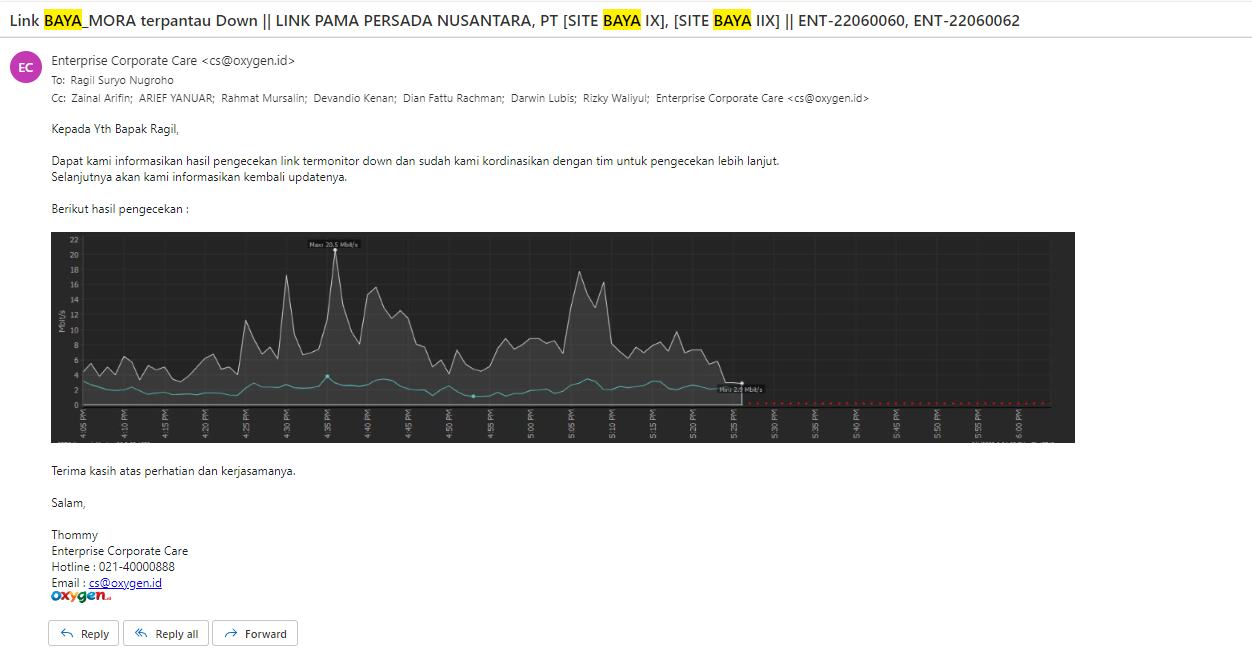 Link BAYA_MORA terpantau Down || LINK PAMA PERSADA NUSANTARA, PT [SITE BAYA IX], [SITE BAYA IIX] || ENT-22060060, ENT-22060062
EC
Enterprise Corporate Care <cs@oxygen.id>
To: Ragil Suryo Nugroho
Cc: Zainal Arifin; ARIEF YANUAR; Rahmat Mursalin; Devandio Kenan; Dian Fattu Rachman; Darwin Lubis; Rizky Waliyul; Enterprise Corporate Care <cs@oxygen.id>
Kepada Yth Bapak Ragil,
Dapat kami informasikan hasil pengecekan link termonitor down dan sudah kami kordinasikan dengan tim untuk pengecekan lebih lanjut.
Selanjutnya akan kami informasikan kembali updatenya.
Berikut hasil pengecekan :
Max: 20.5 Mbit/s
22
20
18
16
14
12
10
8
6
4
2
0
Mbit/s
Min: 2.9 Mbit/s
4:05 PM 4:10 PM 4:15 PM 4:20 PM 4:25 PM 4:30 PM 4:35 PM 4:40 PM 4:45 PM 4:50 PM 4:55 PM 5:00 PM 5:05 PM 5:10 PM 5:15 PM 5:20 PM 5:25 PM 5:30 PM 5:35 PM 5:40 PM 5:45 PM 5:50 PM 5:55 PM 6:00 PM
Terima kasih atas perhatian dan kerjasamanya.
Salam,
Thommy
Enterprise Corporate Care
Hotline : 021-40000888
Email : cs@oxygen.id
oxygen.id
Reply Reply all Forward